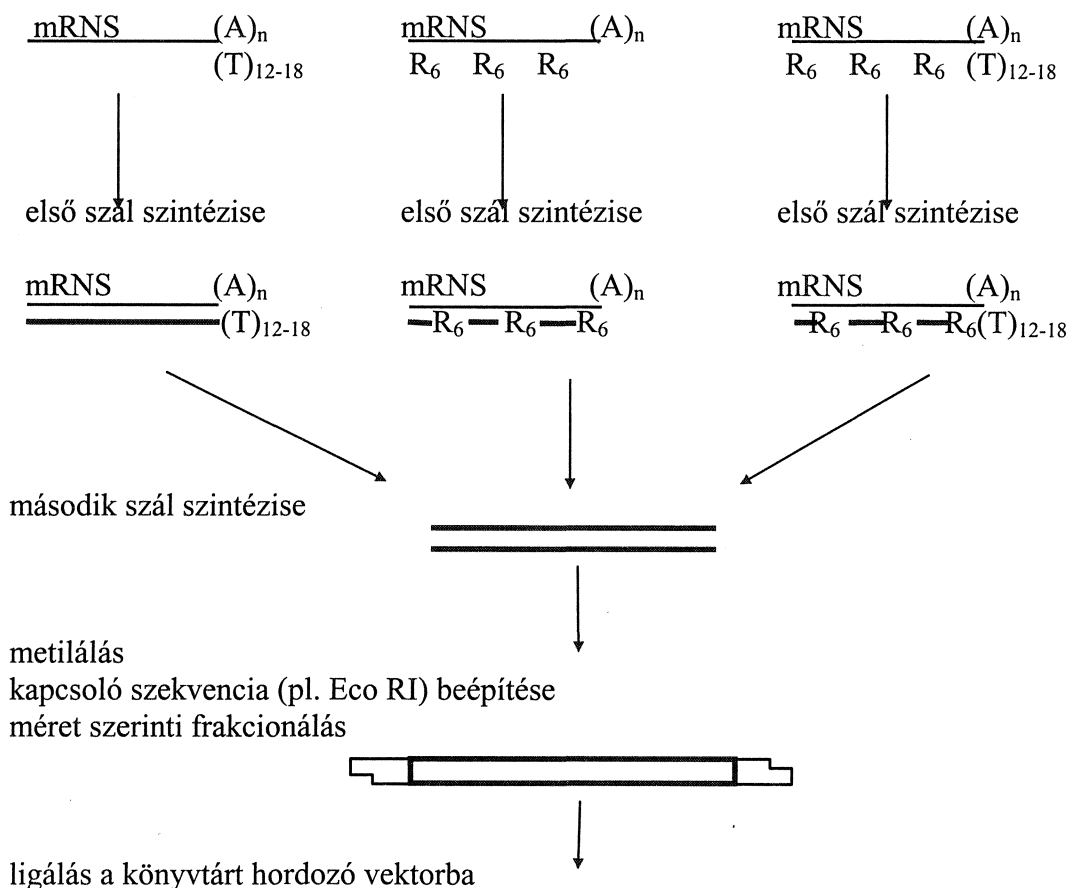 mRNS (A)n mRNS (A)n mRNS (A)n
(T)12-18 R6 R6 R6 R6 R6 R6 (T)12-18
első szál szintézise első szál szintézise első szál szintézise
mRNS (A)n mRNS (A)n mRNS (A)n
(T)12-18 R6 R6 R6 R6 R6 R6(T)12-18
második szál szintézise
metilálás
kapcsoló szekvencia (pl. Eco RI) beépítése
méret szerinti frakcionálás
ligálás a könyvtárt hordozó vektorba